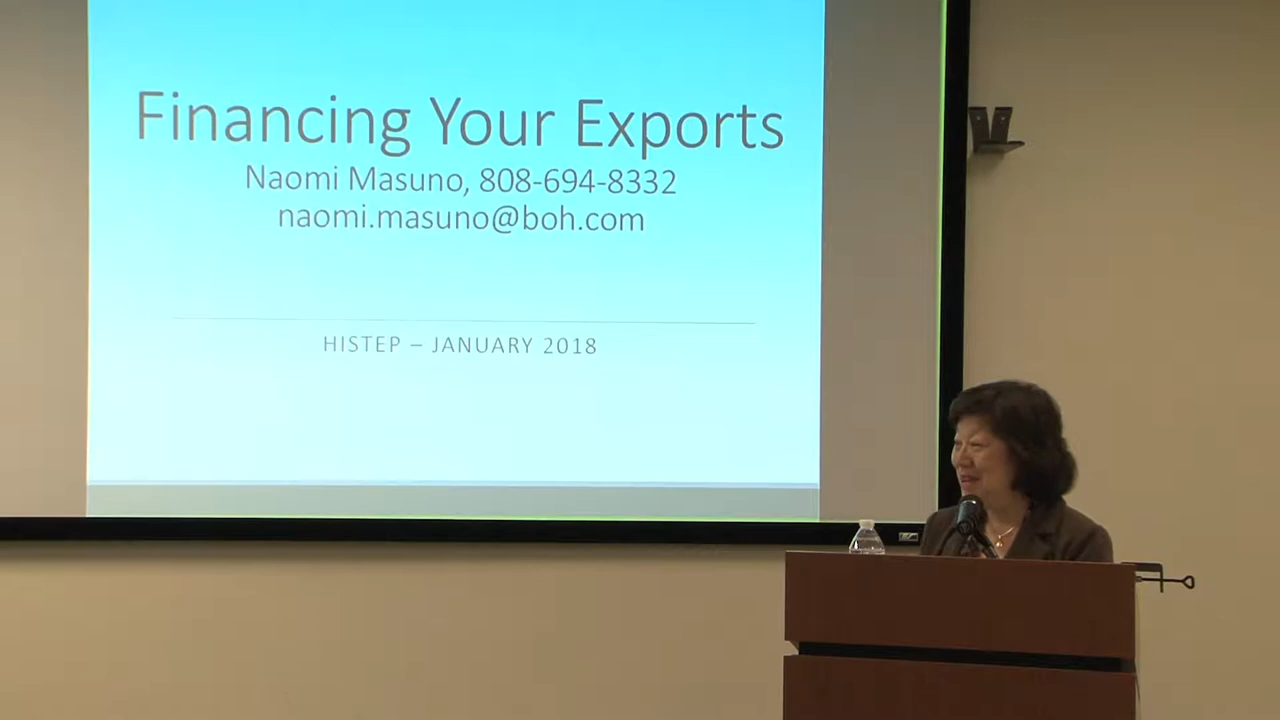 Financing Your Exports
Naomi Masuno, 808-694-8332
naomi.masuno@boh.com
HISTEP – JANUARY 2018